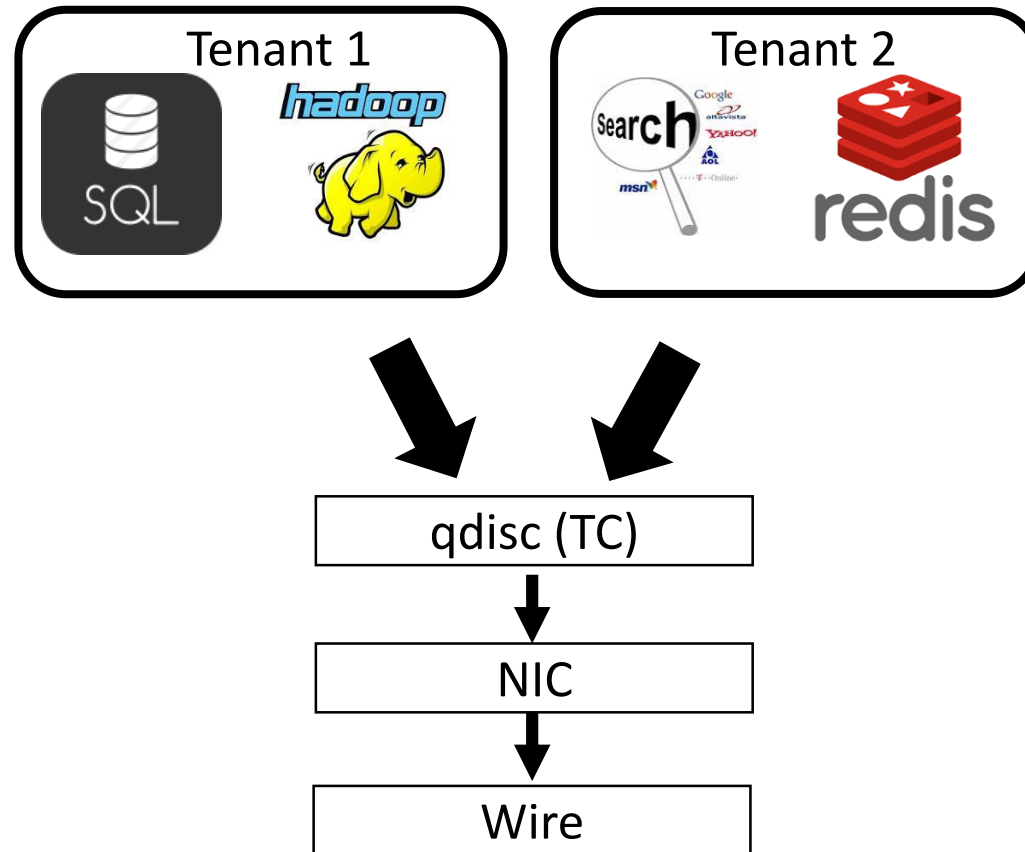 Tenant 1
SQL
hadoop
Tenant 2
Search
Google
altavista
YAHOO!
AOL
msn
T-Online
redis
qdisc (TC)
NIC
Wire